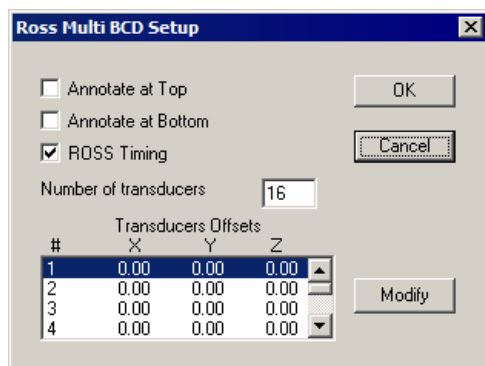 Ross Multi BCD Setup
Annotate at Top
OK
Annotate at Bottom
ROSS Timing
Cancel
Number of transducers 16
Transducers Offsets
# X Y Z
1 0.00 0.00 0.00
2 0.00 0.00 0.00
3 0.00 0.00 0.00
4 0.00 0.00 0.00
Modify